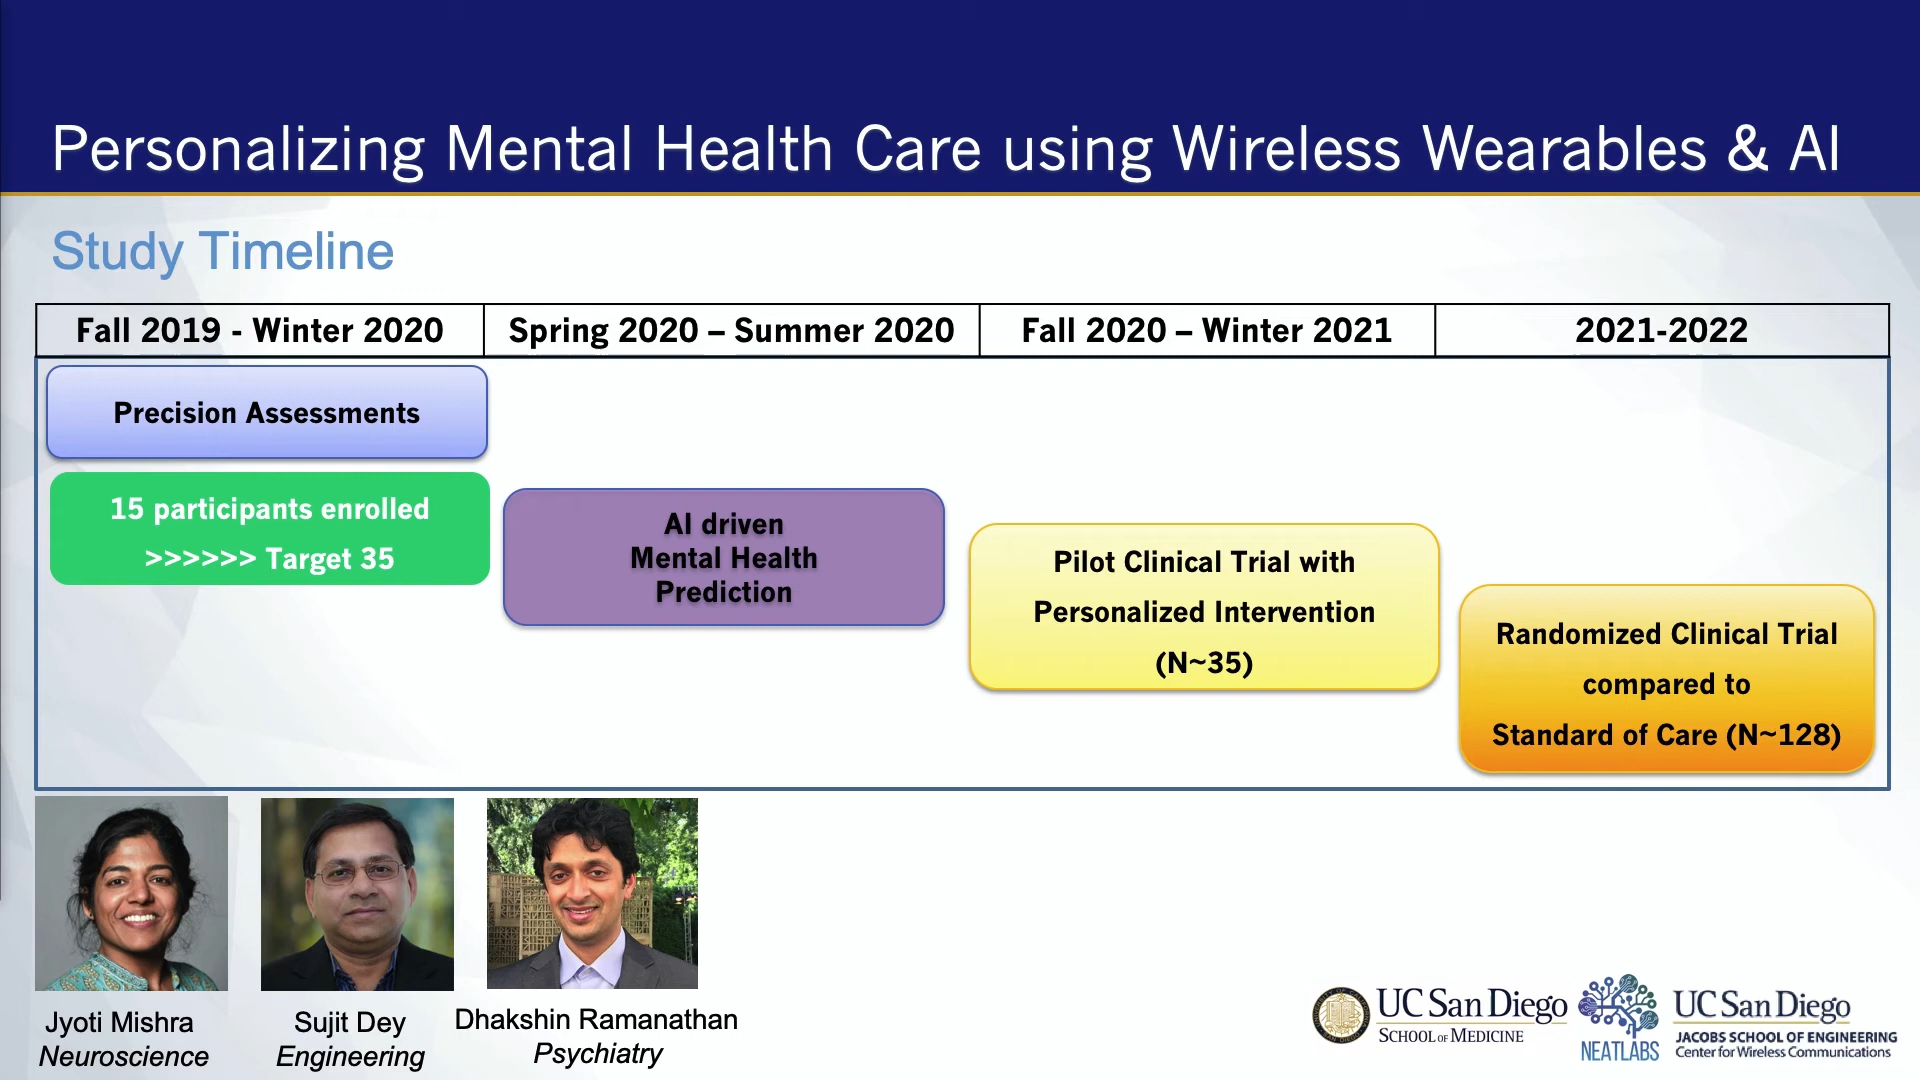 Personalizing Mental Health Care using Wireless Wearables & AI
Study Timeline
Fall 2019 - Winter 2020
Spring 2020 – Summer 2020
Fall 2020 – Winter 2021
2021-2022
Precision Assessments
15 participants enrolled
>>>>>> Target 35
AI driven
Mental Health
Prediction
Pilot Clinical Trial with
Personalized Intervention
(N~35)
Randomized Clinical Trial
compared to
Standard of Care (N~128)
Jyoti Mishra
Neuroscience
Sujit Dey
Engineering
Dhakshin Ramanathan
Psychiatry
UC San Diego
SCHOOL OF MEDICINE
NEATLABS
UC San Diego
JACOBS SCHOOL OF ENGINEERING
Center for Wireless Communications